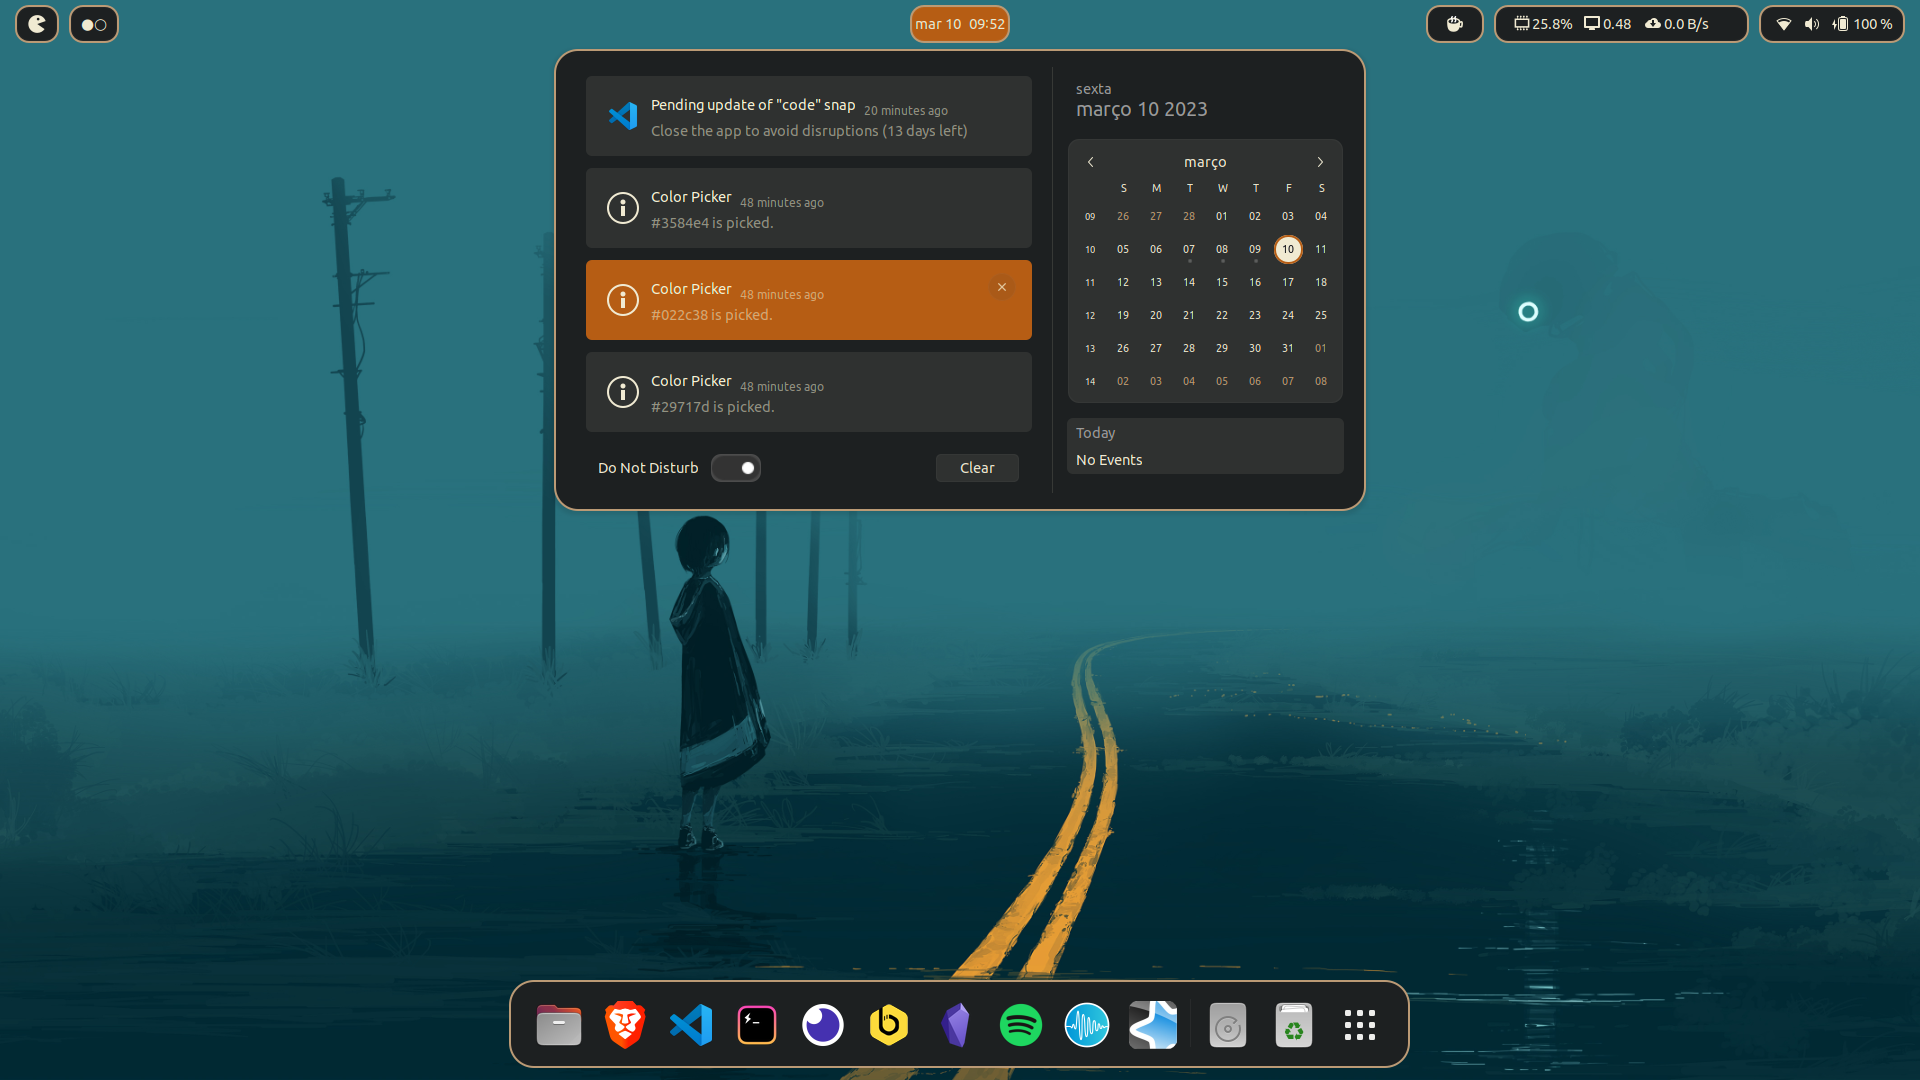 mar 10 09:52
25.8% 0.48 0.0 B/s
100 %
Pending update of "code" snap 20 minutes ago
Close the app to avoid disruptions (13 days left)
Color Picker 48 minutes ago
#3584e4 is picked.
Color Picker 48 minutes ago
#022c38 is picked.
Color Picker 48 minutes ago
#29717d is picked.
Do Not Disturb
Clear
sexta
março 10 2023
março
S M T W T F S
09 26 27 28 01 02 03 04
10 05 06 07 08 09 10 11
11 12 13 14 15 16 17 18
12 19 20 21 22 23 24 25
13 26 27 28 29 30 31 01
14 02 03 04 05 06 07 08
Today
No Events